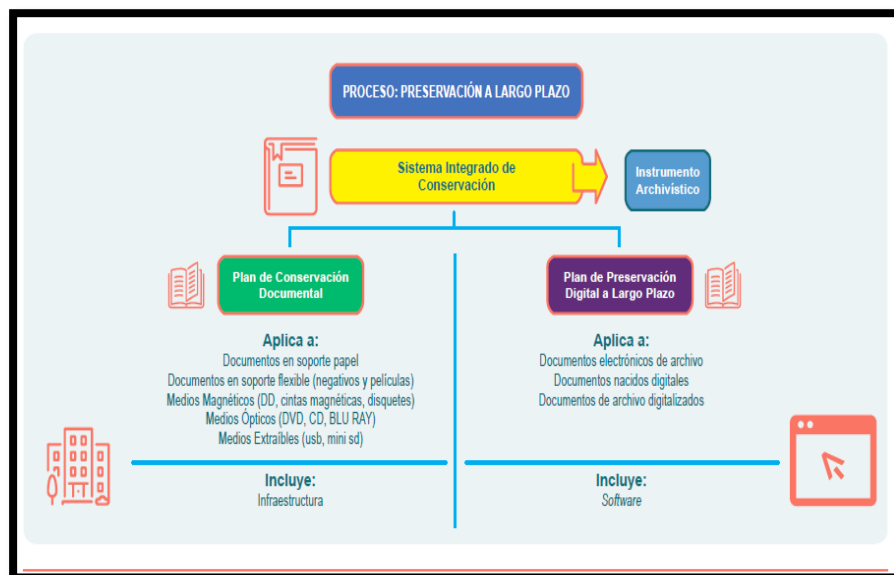 PROCESO: PRESERVACIÓN A LARGO PLAZO
Sistema Integrado de
Conservación
Instrumento
Archivístico
Plan de Conservación
Documental
Aplica a:
Documentos en soporte papel
Documentos en soporte flexible (negativos y películas)
Medios Magnéticos (DD, cintas magnéticas, disquetes)
Medios Ópticos (DVD, CD, BLU RAY)
Medios Extraíbles (usb, mini sd)
Incluye:
Infraestructura
Plan de Preservación
Digital a Largo Plazo
Aplica a:
Documentos electrónicos de archivo
Documentos nacidos digitales
Documentos de archivo digitalizados
Incluye:
Software